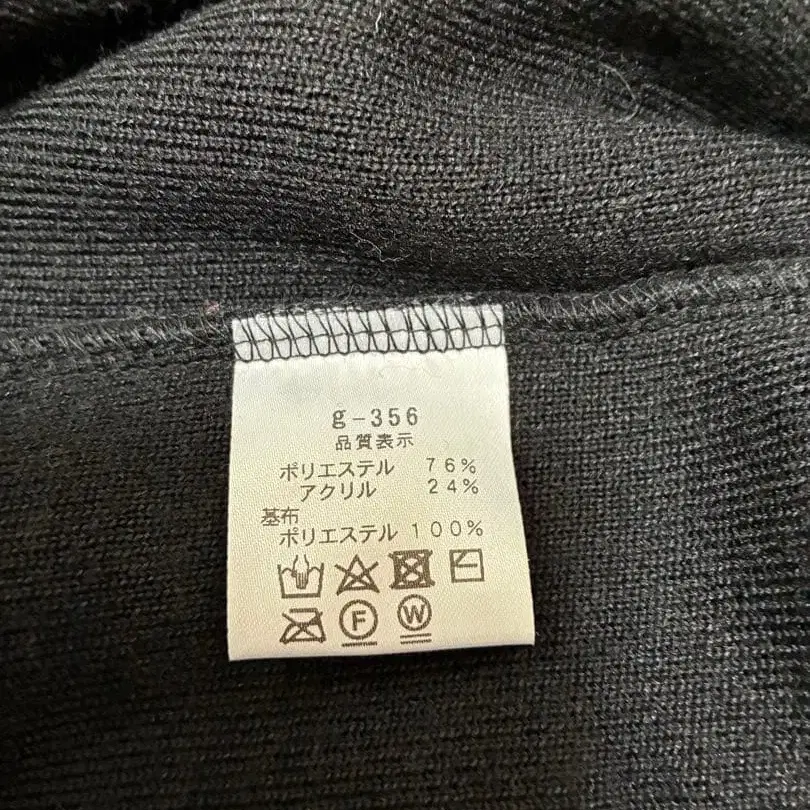 g-356
品質表示
ポリエステル 76%
アクリル 24%
基布
ポリエステル 100%
F W